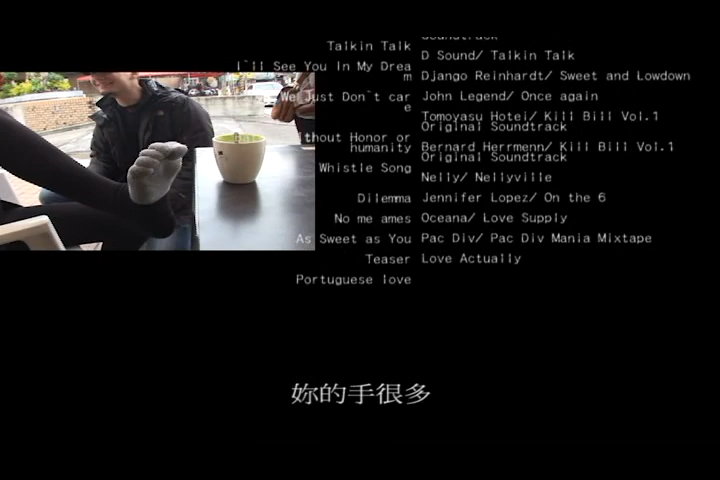 Soundtrack
Talkin Talk
D Sound/ Talkin Talk
I`ll See You In My Drea
m
Django Reinhardt/ Sweet and Lowdown
We Just Don`t car
e
John Legend/ Once again
ithout Honor or
humanity
Tomoyasu Hotei/ Kill Bill Vol.1
Original Soundtrack
Whistle Song
Bernard Herrmenn/ Kill Bill Vol.1
Original Soundtrack
Dilemma
Nelly/ Nellyville
No me ames
Jennifer Lopez/ On the 6
As Sweet as You
Oceana/ Love Supply
Teaser
Pac Div/ Pac Div Mania Mixtape
Portuguese love
Love Actually
妳的手很多